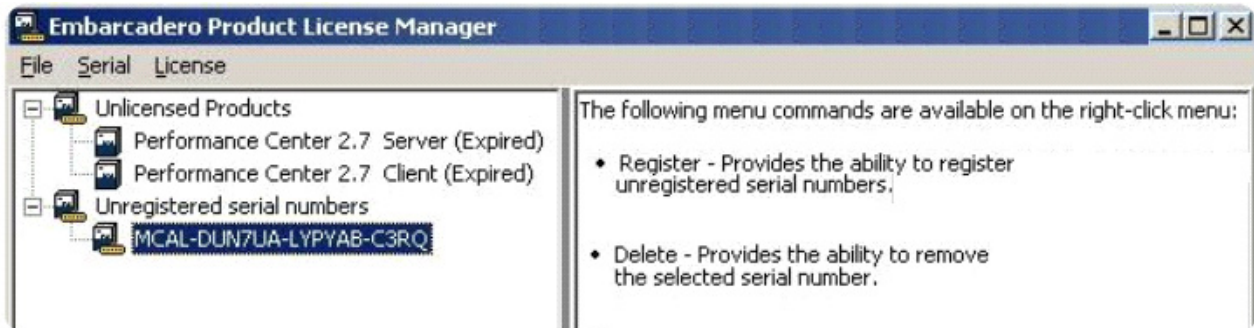 Embarcadero Product License Manager
File Serial License
Unlicensed Products
Performance Center 2.7 Server (Expired)
Performance Center 2.7 Client (Expired)
Unregistered serial numbers
MCAL-DUN7UA-LYPYAB-C3RQ
The following menu commands are available on the right-click menu:
• Register - Provides the ability to register
unregistered serial numbers.
• Delete - Provides the ability to remove
the selected serial number.